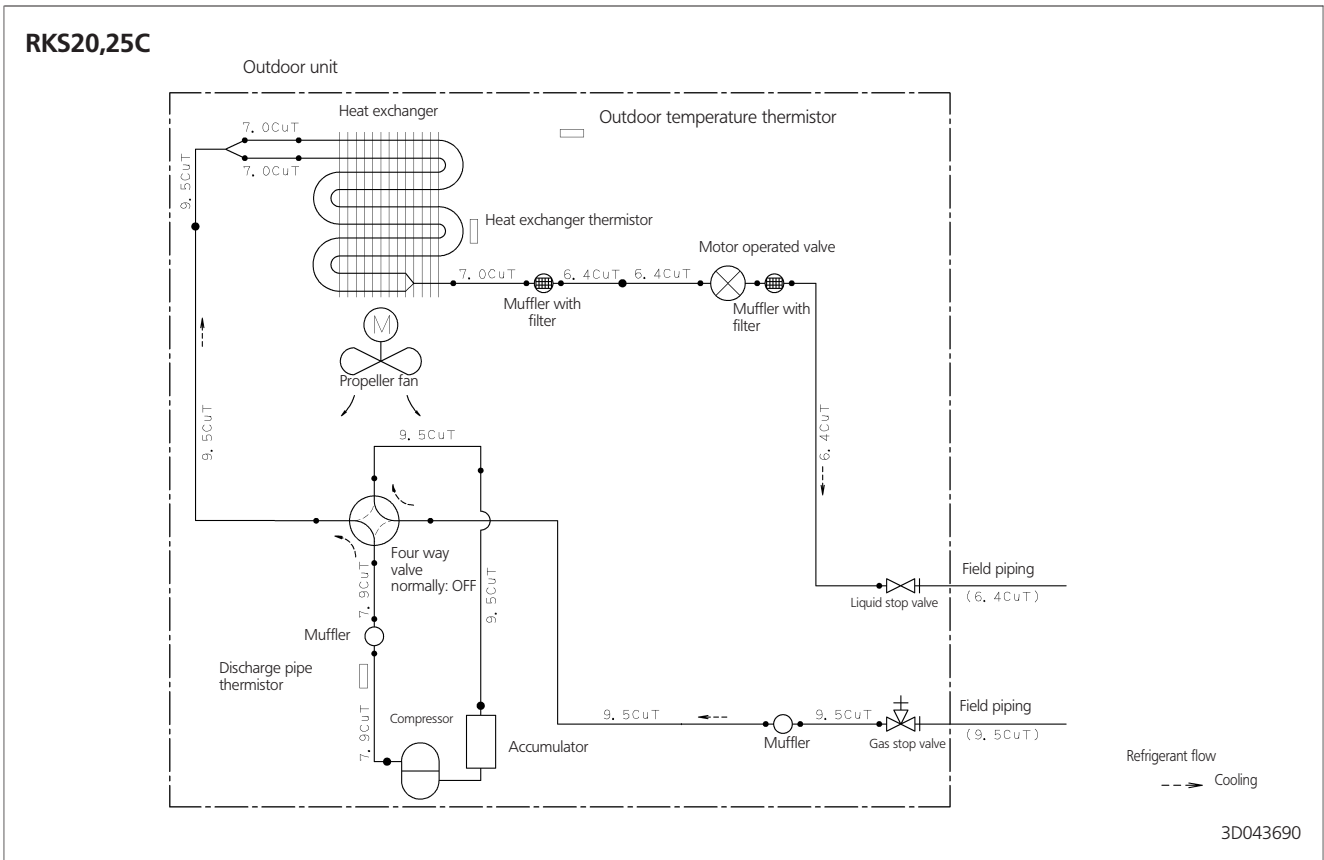 RKS20,25C
Outdoor unit
Heat exchanger
Outdoor temperature thermistor
7. 0CuT
7. 0CuT
9. 5CuT
Heat exchanger thermistor
Motor operated valve
7. 0CuT
6. 4CuT
6. 4CuT
Muffler with
filter
Muffler with
filter
M
Propeller fan
9. 5CuT
9. 5CuT
6. 4CuT
Four way
valve
normally: OFF
7. 9CuT
9. 5CuT
Field piping
(6. 4CuT)
Liquid stop valve
Muffler
Discharge pipe
thermistor
7. 9CuT
Compressor
Accumulator
9. 5CuT
9. 5CuT
Muffler
Gas stop valve
Field piping
(9. 5CuT)
Refrigerant flow
Cooling
3D043690